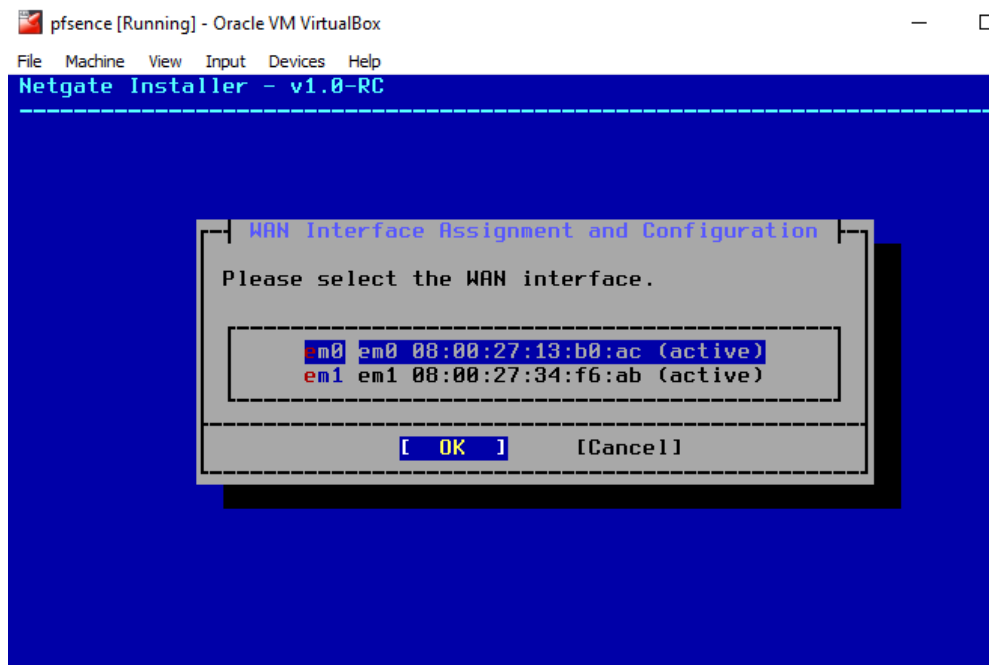 pfsence [Running] - Oracle VM VirtualBox
File Machine View Input Devices Help
Netgate Installer - v1.0-RC
WAN Interface Assignment and Configuration
Please select the WAN interface.
em0 em0 08:00:27:13:b0:ac (active)
em1 em1 08:00:27:34:f6:ab (active)
[ OK ] [Cancel]